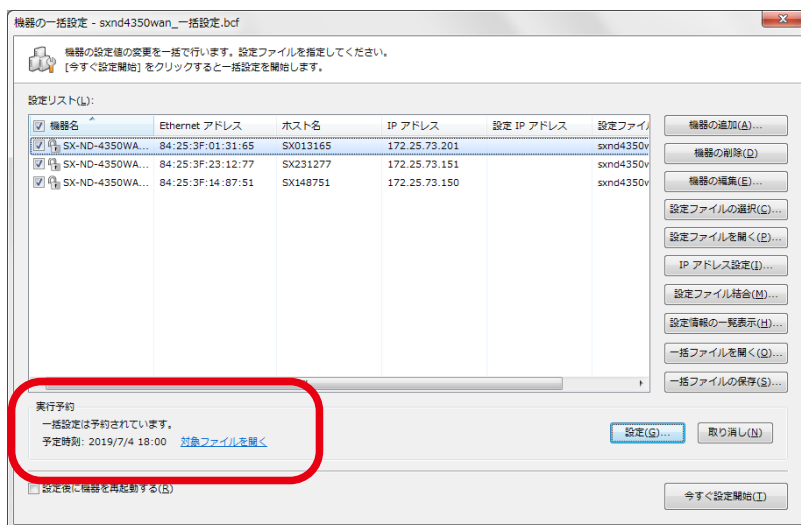 機器の一括設定 - sxnd4350wan_一括設定.bcf
機器の設定値の変更を一括で行います。設定ファイルを指定してください。
[今すぐ設定開始] をクリックすると一括設定を開始します。
設定リスト(L):
機器名 Ethernet アドレス ホスト名 IP アドレス 設定 IP アドレス 設定ファイル
SX-ND-4350WA... 84:25:3F:01:31:65 SX013165 172.25.73.201 sxnd4350w
SX-ND-4350WA... 84:25:3F:23:12:77 SX231277 172.25.73.151 sxnd4350v
SX-ND-4350WA... 84:25:3F:14:87:51 SX148751 172.25.73.150 sxnd4350v
機器の追加(A)...
機器の削除(D)
機器の編集(E)...
設定ファイルの選択(C)...
設定ファイルを開く(P)...
IP アドレス設定(I)...
設定ファイル結合(M)...
設定情報の一覧表示(H)...
一括ファイルを開く(O)...
一括ファイルの保存(S)...
実行予約
一括設定は予約されています。
予定時刻: 2019/7/4 18:00 対象ファイルを開く
設定(G)... 取り消し(N)
設定後に機器を再起動する(R)
今すぐ設定開始(T)